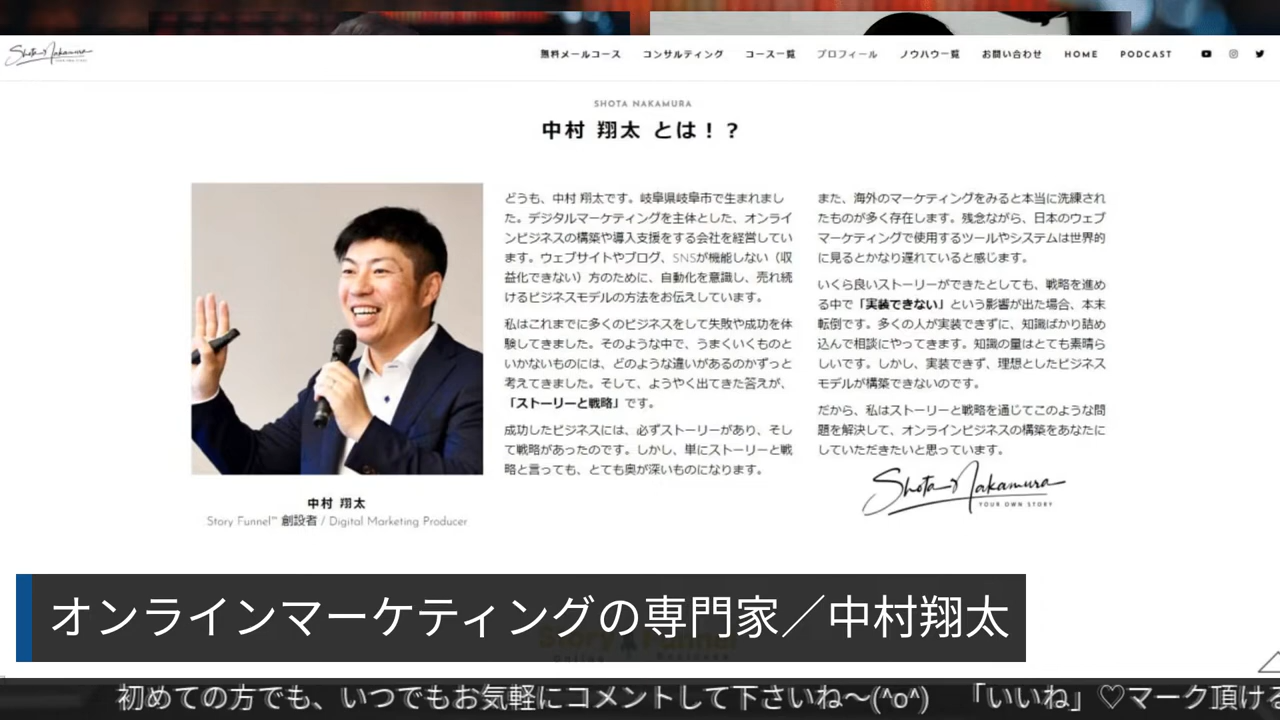 Shota Nakamura
無料メールコース コンサルティング コース一覧 プロフィール ノウハウ一覧 お問い合わせ HOME PODCAST
SHOTA NAKAMURA
中村 翔太 とは！？
どうも、中村 翔太です。岐阜県岐阜市で生まれまし
た。デジタルマーケティングを主体とした、オンライ
ンビジネスの構築や導入支援をする会社を経営してい
ます。ウェブサイトやブログ、SNSが機能しない（収
益化できない）方のために、自動化を意識し、売れ続
けるビジネスモデルの方法をお伝えしています。
私はこれまでに多くのビジネスをして失敗や成功を体
験してきました。そのような中で、うまくいくものと
いかないものには、どのような違いがあるのかずっと
考えてきました。そして、ようやく出てきた答えが、
「ストーリーと戦略」です。
成功したビジネスには、必ずストーリーがあり、そし
て戦略があったのです。しかし、単にストーリーと戦
略と言っても、とても奥が深いものになります。
また、海外のマーケティングをみると本当に洗練され
たものが多く存在します。残念ながら、日本のウェブ
マーケティングで使用するツールやシステムは世界的
に見るとかなり遅れていると感じます。
いくら良いストーリーができたとしても、戦略を進め
る中で「実装できない」という影響が出た場合、本末
転倒です。多くの人が実装できずに、知識ばかり詰め
込んで相談にやってきます。知識の量はとても素晴ら
しいです。しかし、実装できず、理想としたビジネス
モデルが構築できないのです。
だから、私はストーリーと戦略を通じてこのような問
題を解決して、オンラインビジネスの構築をあなたに
していただきたいと思っています。
Shota Nakamura
YOUR OWN STORY
中村 翔太
Story Funnel™ 創設者 / Digital Marketing Producer
オンラインマーケティングの専門家／中村翔太
初めての方でも、いつでもお気軽にコメントして下さいね〜(^o^) 「いいね」♡マーク頂ける